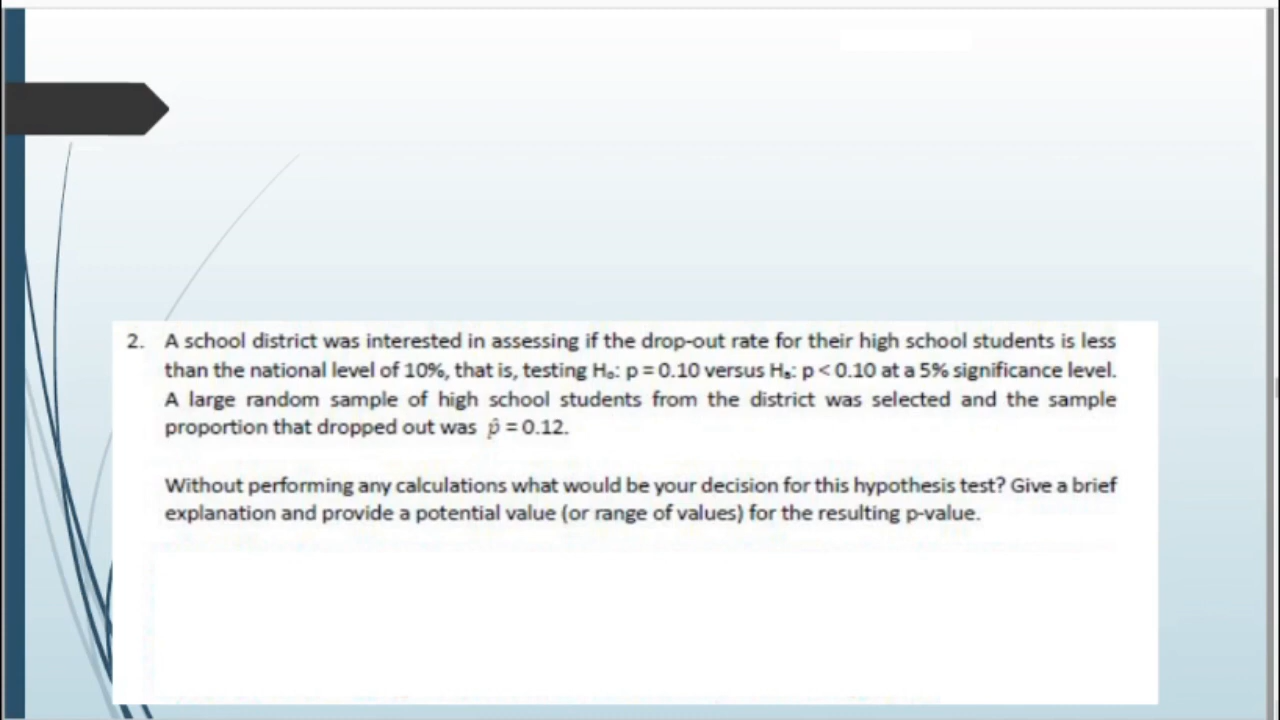 2. A school district was interested in assessing if the drop-out rate for their high school students is less
than the national level of 10%, that is, testing H₀: p = 0.10 versus Hₐ: p < 0.10 at a 5% significance level.
A large random sample of high school students from the district was selected and the sample
proportion that dropped out was p̂ = 0.12.
Without performing any calculations what would be your decision for this hypothesis test? Give a brief
explanation and provide a potential value (or range of values) for the resulting p-value.